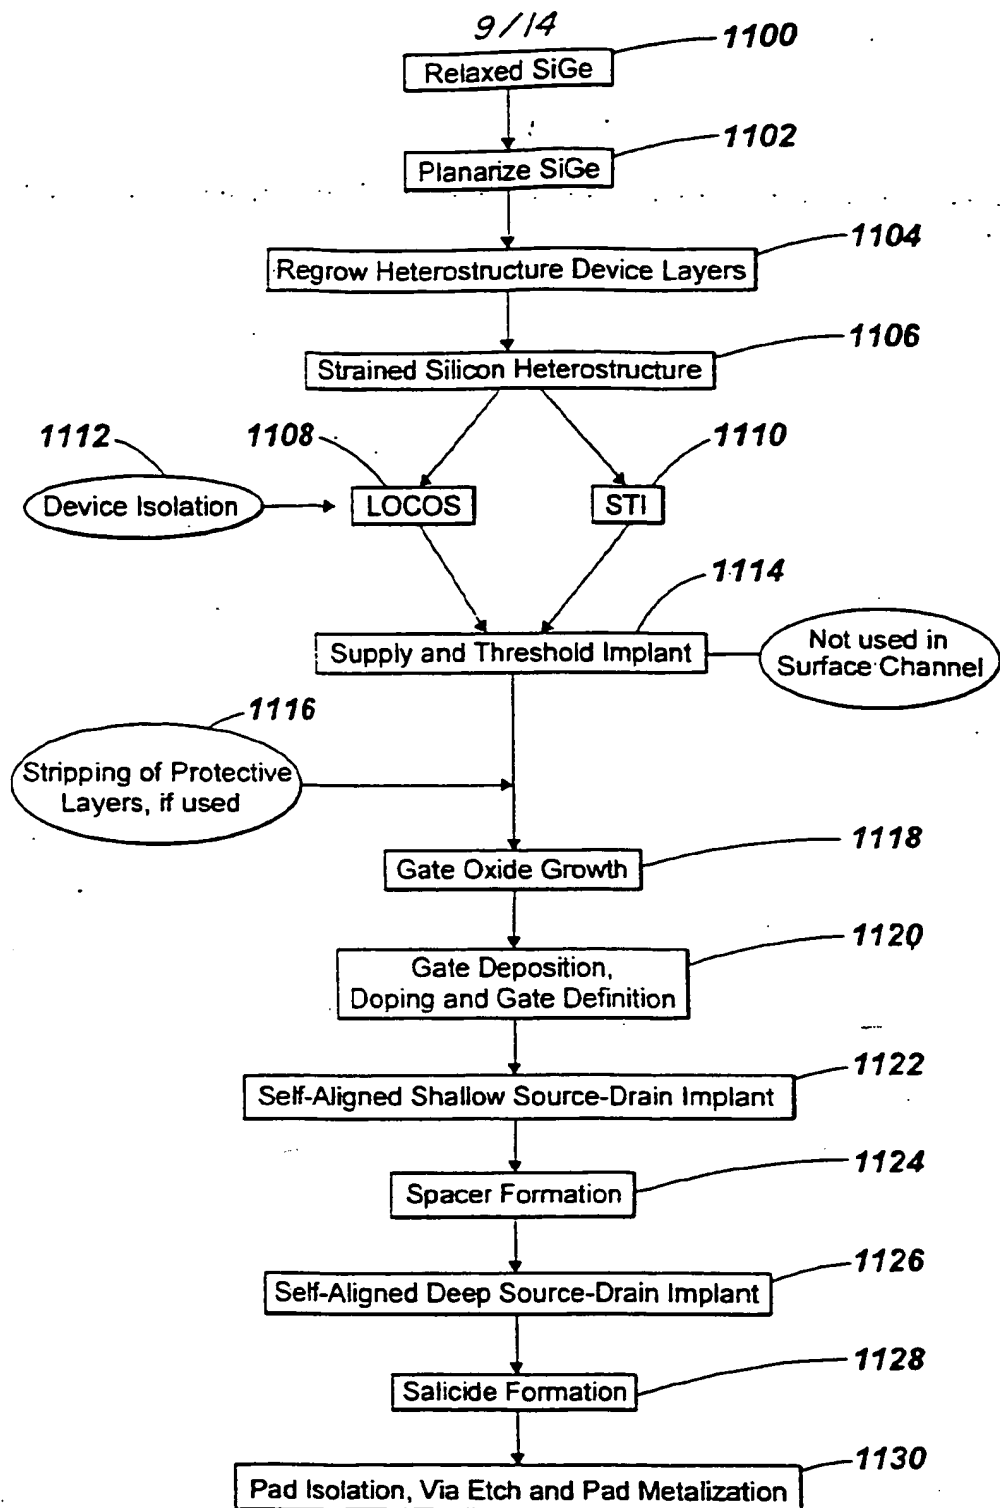 9/14
1100
Relaxed SiGe
1102
Planarize SiGe
1104
Regrow Heterostructure Device Layers
1106
Strained Silicon Heterostructure
1112
1108
1110
Device Isolation
LOCOS
STI
1114
Supply and Threshold Implant
Not used in
Surface Channel
1116
Stripping of Protective
Layers, if used
1118
Gate Oxide Growth
1120
Gate Deposition,
Doping and Gate Definition
1122
Self-Aligned Shallow Source-Drain Implant
1124
Spacer Formation
1126
Self-Aligned Deep Source-Drain Implant
1128
Salicide Formation
1130
Pad Isolation, Via Etch and Pad Metalization